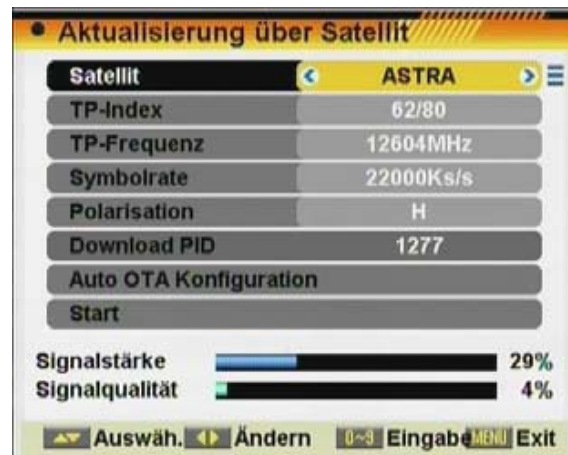 Aktualisierung über Satellit
Satellit ASTRA
TP-Index 62/80
TP-Frequenz 12604MHz
Symbolrate 22000Ks/s
Polarisation H
Download PID 1277
Auto OTA Konfiguration
Start
Signalstärke 29%
Signalqualität 4%
Auswäh. Ändern 0~9 Eingabe MENU Exit